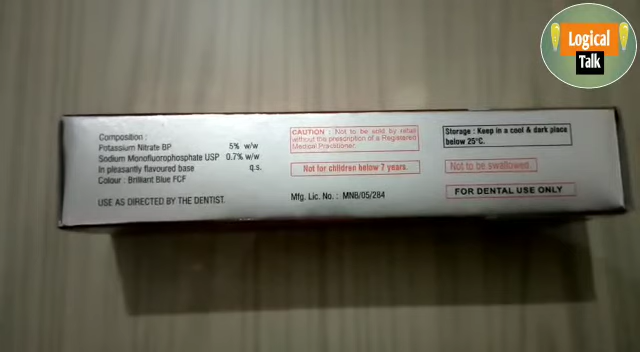 Logical
Talk
Composition :
Potassium Nitrate BP 5% w/w
Sodium Monofluorophosphate USP 0.7% w/w
In pleasantly flavoured base q.s.
Colour : Brilliant Blue FCF
USE AS DIRECTED BY THE DENTIST.
CAUTION : Not to be sold by retail
without the prescription of a Registered
Medical Practitioner.
Not for children below 7 years.
Mfg. Lic. No. : MNB/05/284
Storage : Keep in a cool & dark place
below 25°C.
Not to be swallowed.
FOR DENTAL USE ONLY